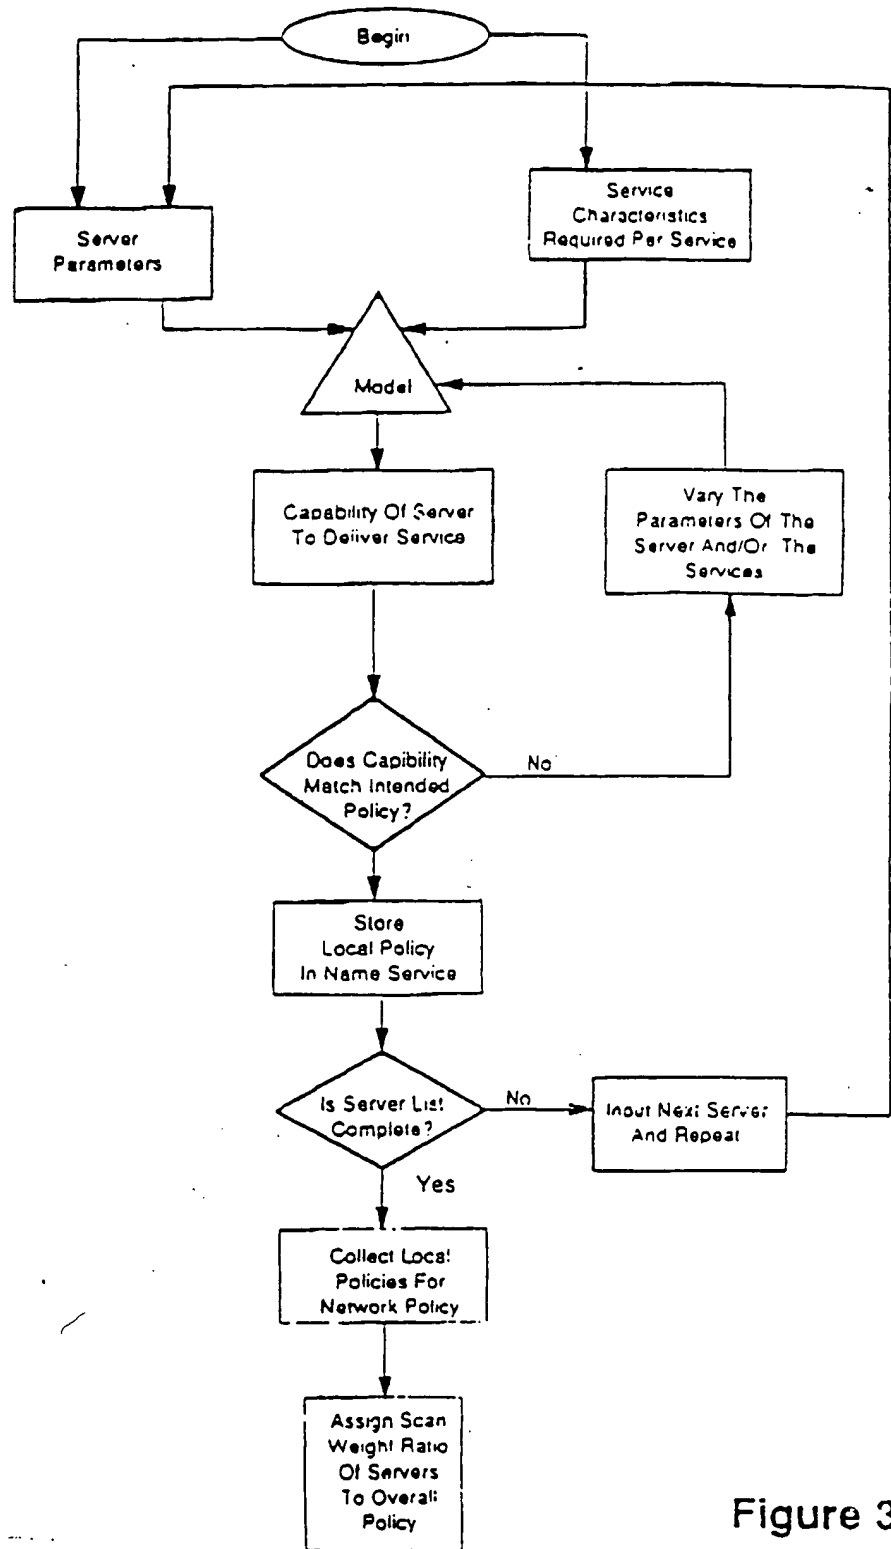 Begin
Server
Parameters
Service
Characteristics
Required Per Service
Model
Capability Of Server
To Deliver Service
Vary The
Parameters Of The
Server And/Or The
Services
Does Capibility
Match Intended
Policy?
No
Store
Local Policy
In Name Service
Is Server List
Complete?
No
Input Next Server
And Repeat
Yes
Collect Local
Policies For
Network Policy
Assign Scan
Weight Ratio
Of Servers
To Overall
Policy
Figure 3